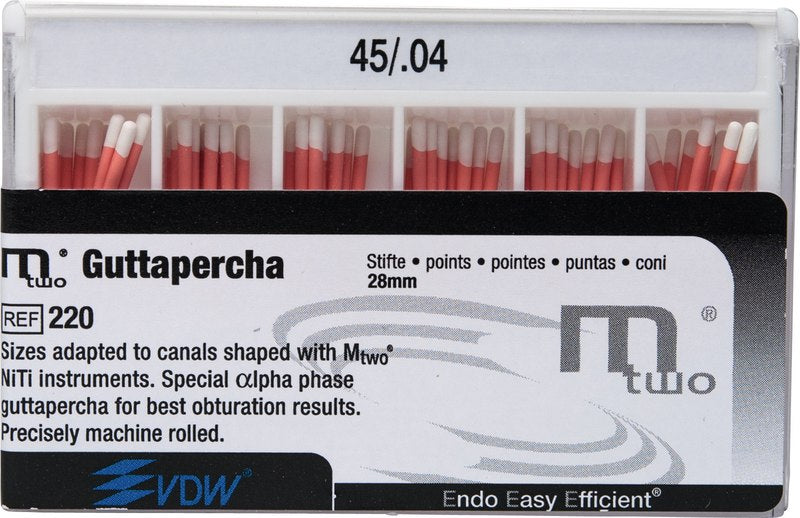 45/.04
mtwo® Guttapercha
Stifte • points • pointes • puntas • coni
28mm
REF 220
Sizes adapted to canals shaped with Mtwo®
NiTi instruments. Special αlpha phase
guttapercha for best obturation results.
Precisely machine rolled.
mtwo®
VDW®
Endo Easy Efficient®